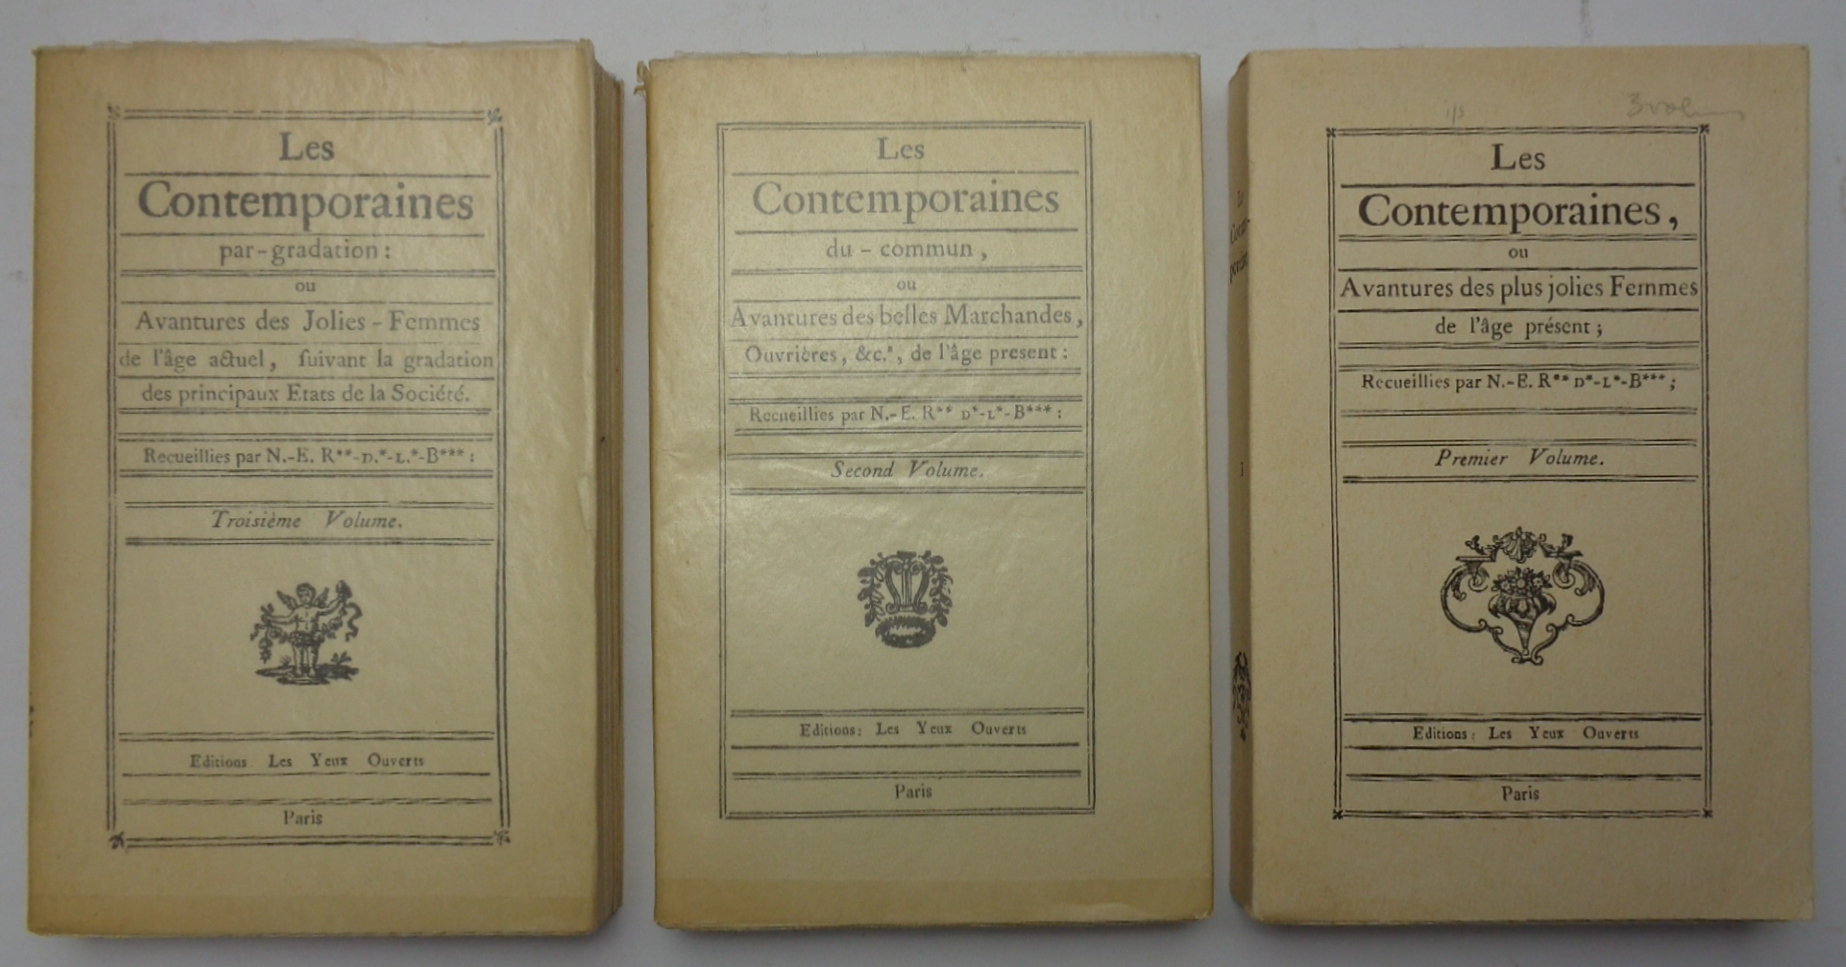 Les
Contemporaines
par-gradation:
ou
Avantures des Jolies-Femmes
de l'âge actuel, ſuivant la gradation
des principaux Etats de la Société.
Recueillies par N.-E. R**-D.*-L.*-B***:
Troisième Volume.
Editions Les Yeux Ouverts
Paris
Les
Contemporaines
du-commun,
ou
Avantures des belles Marchandes,
Ouvrières, &c.ª, de l'âge present:
Recueillies par N.-E. R** D*-L*-B***:
Second Volume.
Editions: Les Yeux Ouverts
Paris
3 vol
Les
Contemporaines,
ou
Avantures des plus jolies Femmes
de l'âge présent;
Recueillies par N.-E. R** D*-L*-B***;
Premier Volume.
Editions: Les Yeux Ouverts
Paris
I